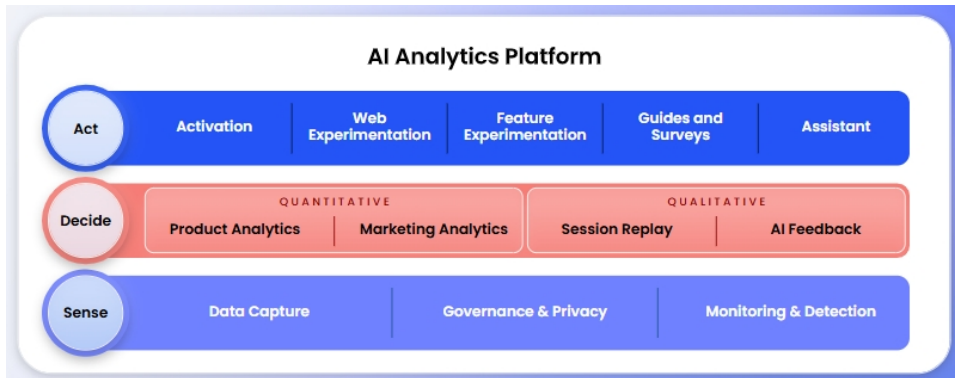 AI Analytics Platform
Act
Activation
Web
Experimentation
Feature
Experimentation
Guides and
Surveys
Assistant
Decide
QUANTITATIVE
Product Analytics
Marketing Analytics
QUALITATIVE
Session Replay
AI Feedback
Sense
Data Capture
Governance & Privacy
Monitoring & Detection